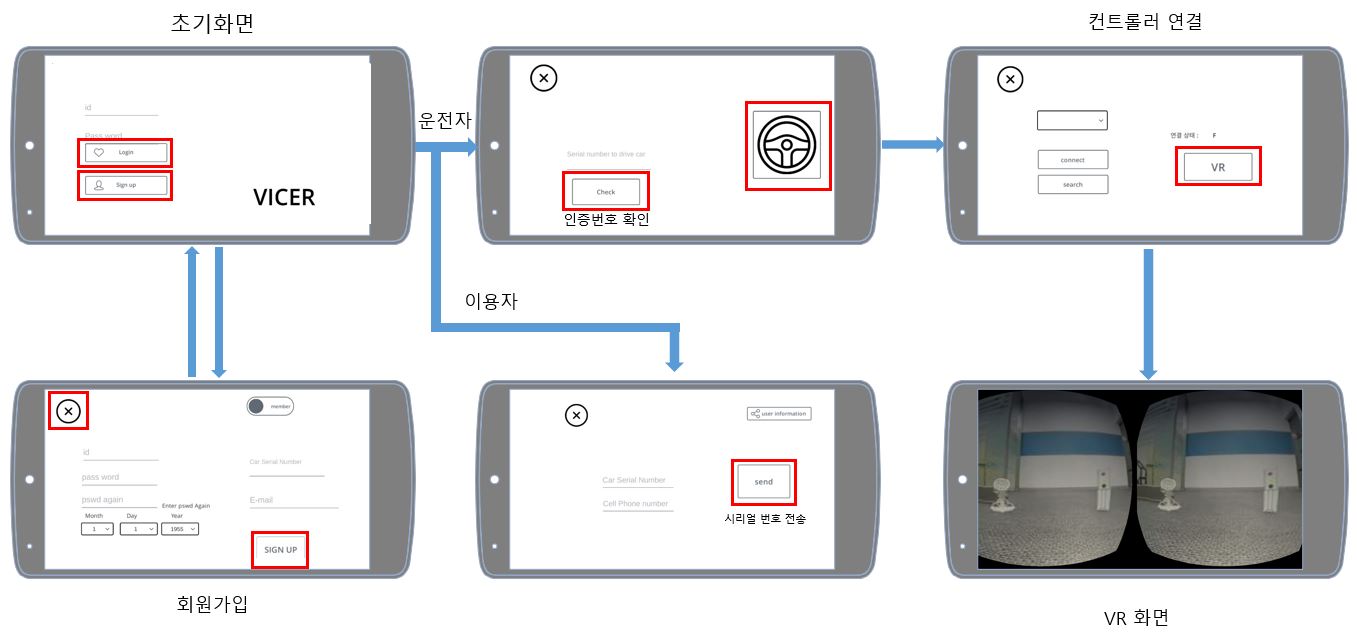 초기화면
id
Pass word
Login
Sign up
VICER
운전자
Serial number to drive car
Check
인증번호 확인
컨트롤러 연결
connect
search
연결 상태 : F
VR
이용자
member
id
pass word
pswd again
Enter pswd Again
Month Day Year
1 1 1955
Car Serial Number
E-mail
SIGN UP
회원가입
user information
Car Serial Number
Cell Phone number
send
시리얼 번호 전송
VR 화면